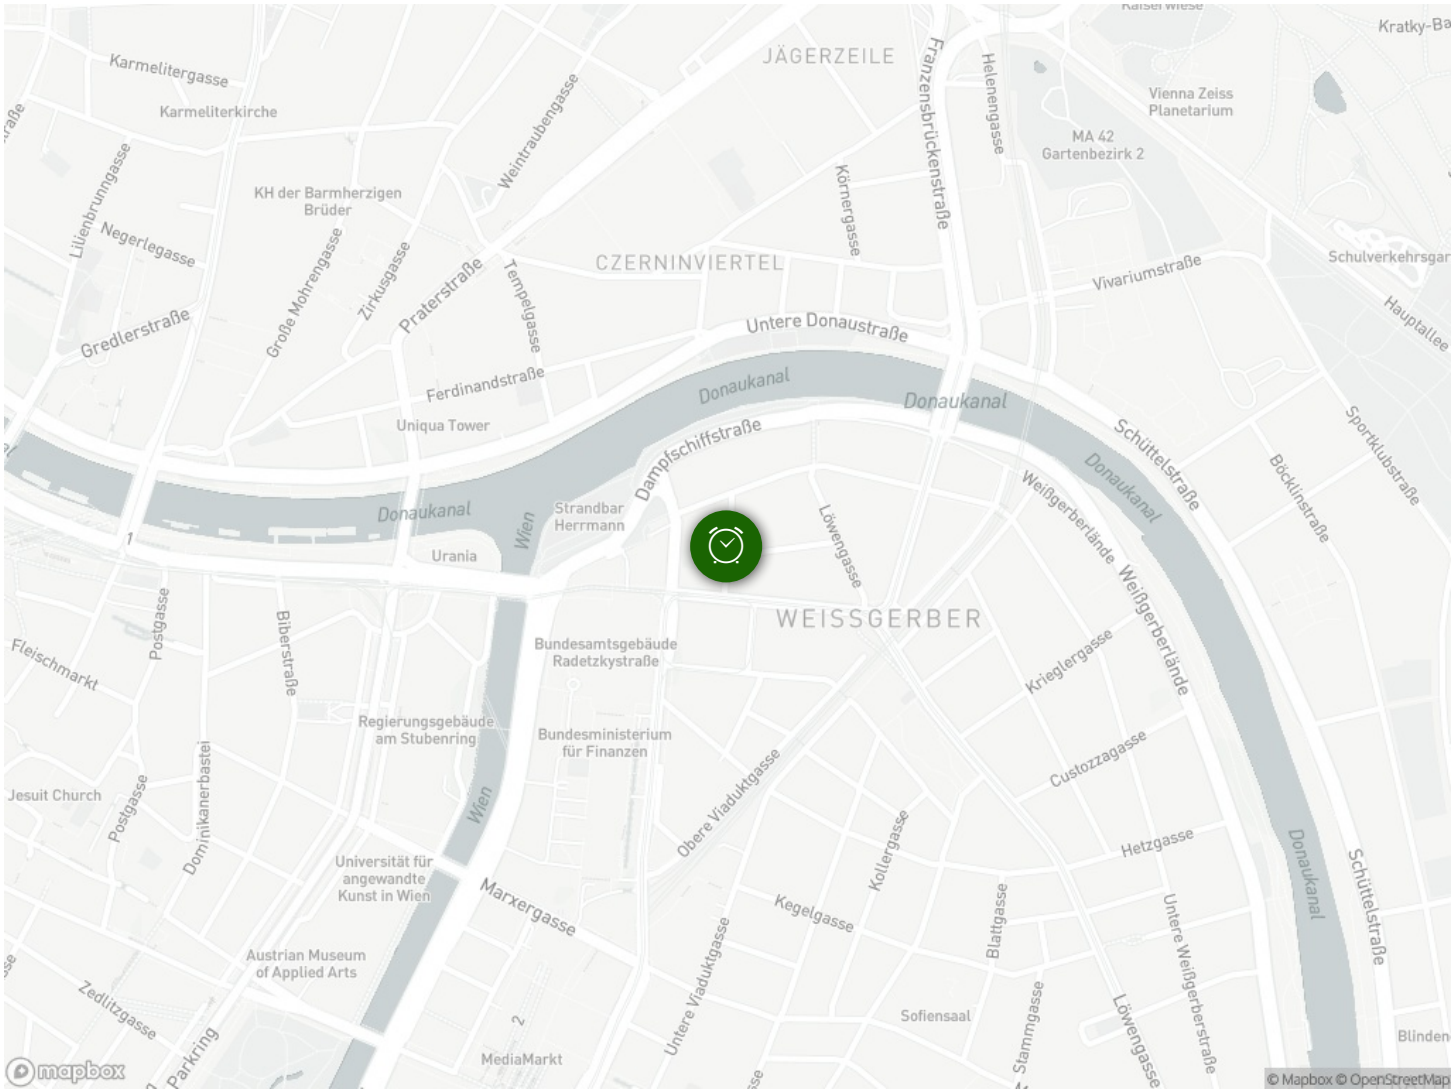 Kaiserwiese
Kratky-Ba
JÄGERZEILE
Karmelitergasse
Franzensbrückenstraße
Helenengasse
Vienna Zeiss
Planetarium
Karmeliterkirche
raße
Weintraubengasse
MA 42
Gartenbezirk 2
Lilienbrunngasse
KH der Barmherzigen
Brüder
Körnergasse
Negerlegasse
Große Mohrengasse
Zirkusgasse
Praterstraße
Tempelgasse
CZERNINVIERTEL
Vivariumstraße
Schulverkehrsgar
Hauptallee
Gredlerstraße
Untere Donaustraße
Ferdinandstraße
Donaukanal
Donaukanal
Uniqua Tower
Dampfschiffstraße
Schüttelstraße
Sportklubstraße
al
Donaukanal
Böcklinstraße
Donaukanal
Wien
Strandbar
Herrmann
Löwengasse
Weißgerberlände
Urania
1
Weißgerberlände
Postgasse
Biberstraße
WEISSGERBER
Fleischmarkt
Bundesamtsgebäude
Radetzkystraße
Krieglergasse
Regierungsgebäude
am Stubenring
Bundesministerium
für Finanzen
Custozzagasse
Jesuit Church
Postgasse
Dominikanerbastei
Wien
Obere Viaduktgasse
Kollergasse
Hetzgasse
Donaukanal
Schüttelstraße
Universität für
angewandte
Kunst in Wien
Marxergasse
Kegelgasse
Blattgasse
Untere Weißgerberstraße
sse
Austrian Museum
of Applied Arts
Untere Viaduktgasse
Zedlitzgasse
Parkring
2
Sofiensaal
Stammgasse
Löwengasse
Blinden
MediaMarkt
mapbox
© Mapbox © OpenStreetMap